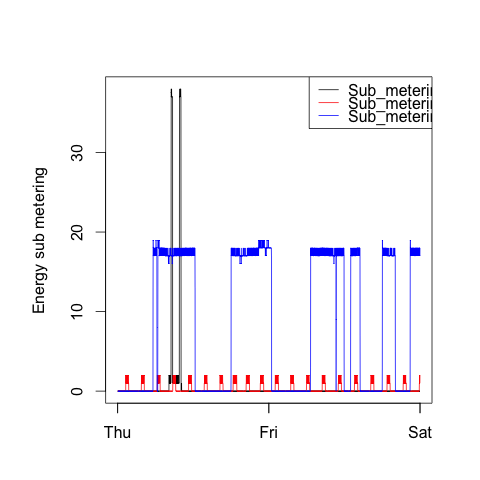 Sub_meterin
Sub_meterin
Sub_meterin
Energy sub metering
30
20
10
0
Thu Fri Sat